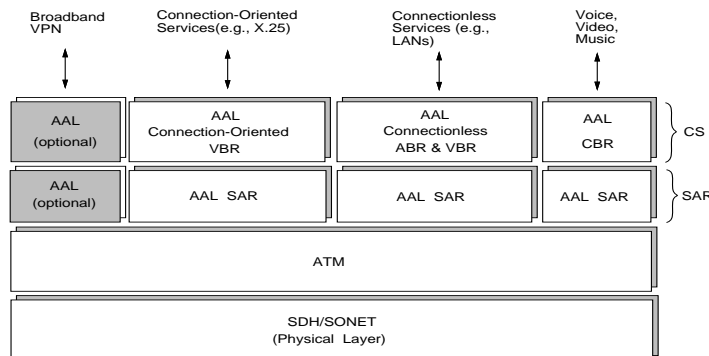 Broadband
VPN
Connection-Oriented
Services(e.g., X.25)
Connectionless
Services (e.g.,
LANs)
Voice,
Video,
Music
AAL
(optional)
AAL
Connection-Oriented
VBR
AAL
Connectionless
ABR & VBR
AAL
CBR
CS
AAL
(optional)
AAL SAR
AAL SAR
AAL SAR
SAR
ATM
SDH/SONET
(Physical Layer)